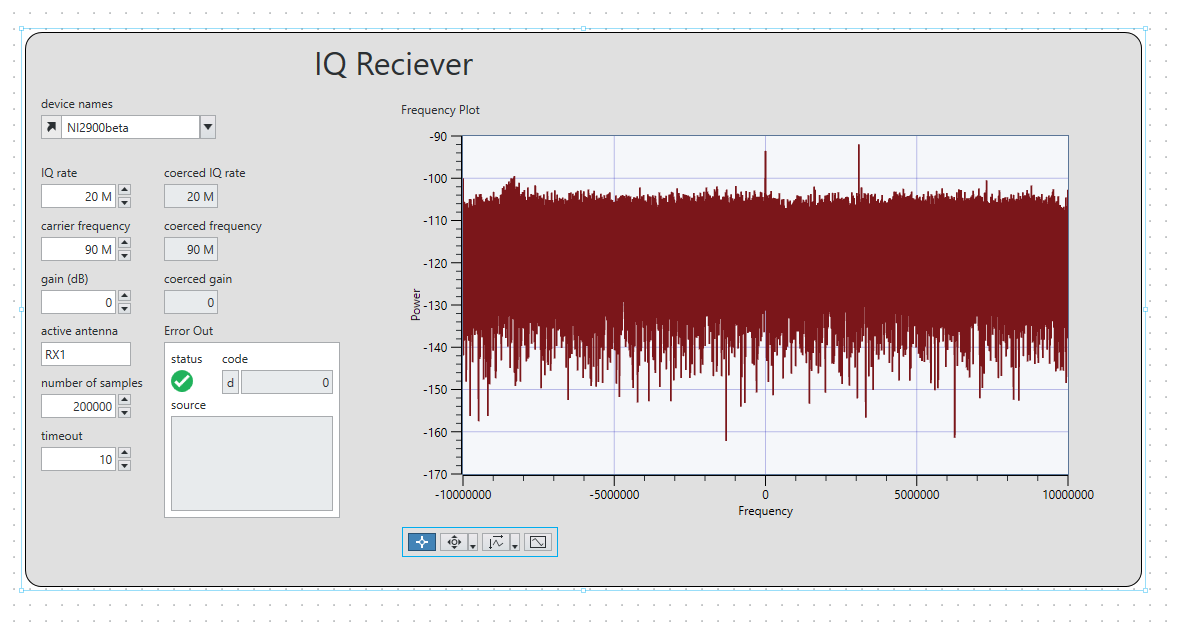 IQ Reciever
device names
NI2900beta
IQ rate
20 M
coerced IQ rate
20 M
carrier frequency
90 M
coerced frequency
90 M
gain (dB)
0
coerced gain
0
active antenna
RX1
number of samples
200000
timeout
10
Error Out
status
code
d
0
source
Frequency Plot
Power
-90
-100
-110
-120
-130
-140
-150
-160
-170
-10000000
-5000000
0
5000000
10000000
Frequency